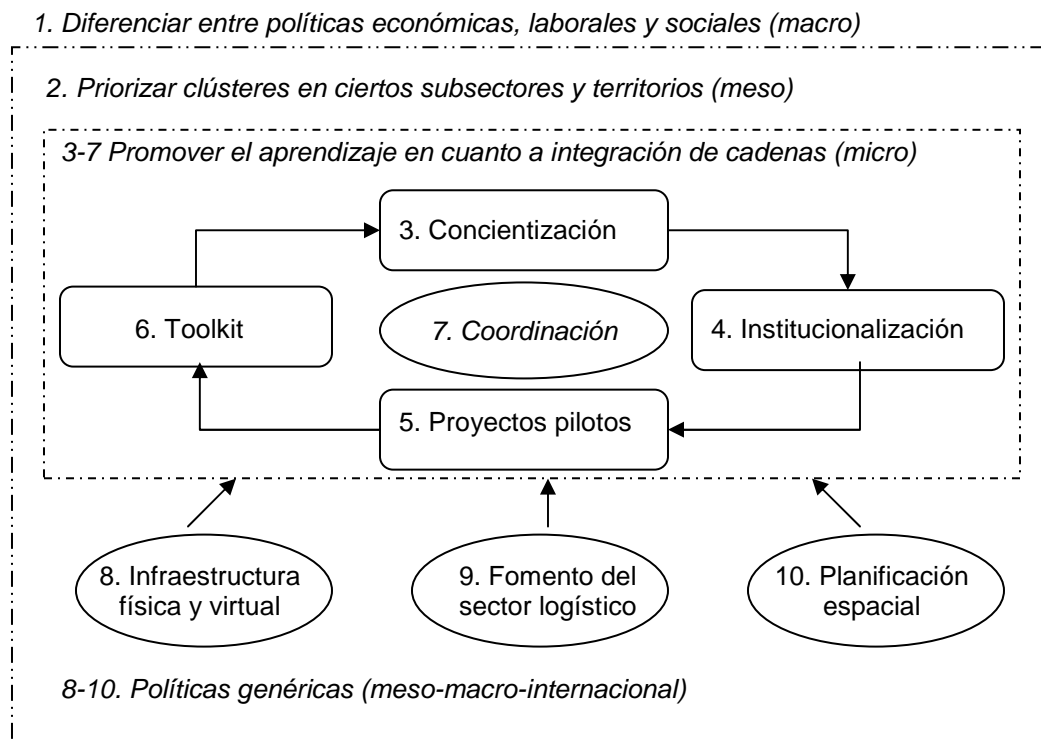 1. Diferenciar entre políticas económicas, laborales y sociales (macro)
2. Priorizar clústeres en ciertos subsectores y territorios (meso)
3-7 Promover el aprendizaje en cuanto a integración de cadenas (micro)
3. Concientización
6. Toolkit
7. Coordinación
4. Institucionalización
5. Proyectos pilotos
8. Infraestructura
física y virtual
9. Fomento del
sector logístico
10. Planificación
espacial
8-10. Políticas genéricas (meso-macro-internacional)